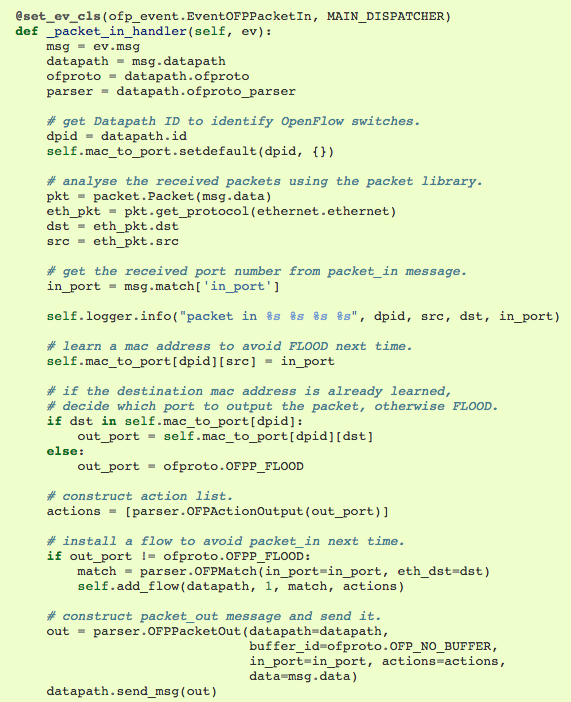 @set_ev_cls(ofp_event.EventOFPPacketIn, MAIN_DISPATCHER)
def _packet_in_handler(self, ev):
    msg = ev.msg
    datapath = msg.datapath
    ofproto = datapath.ofproto
    parser = datapath.ofproto_parser

    # get Datapath ID to identify OpenFlow switches.
    dpid = datapath.id
    self.mac_to_port.setdefault(dpid, {})

    # analyse the received packets using the packet library.
    pkt = packet.Packet(msg.data)
    eth_pkt = pkt.get_protocol(ethernet.ethernet)
    dst = eth_pkt.dst
    src = eth_pkt.src

    # get the received port number from packet_in message.
    in_port = msg.match['in_port']

    self.logger.info("packet in %s %s %s %s", dpid, src, dst, in_port)

    # learn a mac address to avoid FLOOD next time.
    self.mac_to_port[dpid][src] = in_port

    # if the destination mac address is already learned,
    # decide which port to output the packet, otherwise FLOOD.
    if dst in self.mac_to_port[dpid]:
        out_port = self.mac_to_port[dpid][dst]
    else:
        out_port = ofproto.OFPP_FLOOD

    # construct action list.
    actions = [parser.OFPActionOutput(out_port)]

    # install a flow to avoid packet_in next time.
    if out_port != ofproto.OFPP_FLOOD:
        match = parser.OFPMatch(in_port=in_port, eth_dst=dst)
        self.add_flow(datapath, 1, match, actions)

    # construct packet_out message and send it.
    out = parser.OFPPacketOut(datapath=datapath,
                              buffer_id=ofproto.OFP_NO_BUFFER,
                              in_port=in_port, actions=actions,
                              data=msg.data)
    datapath.send_msg(out)